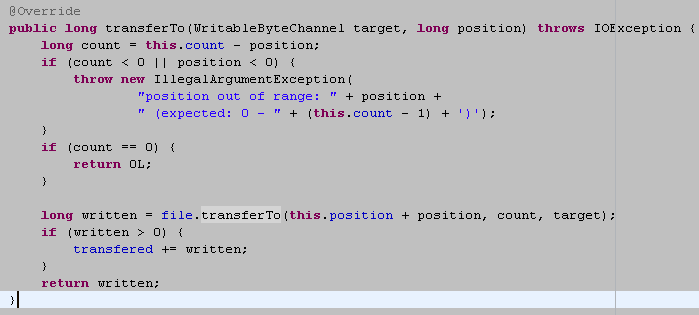 @Override
public long transferTo(WritableByteChannel target, long position) throws IOException {
    long count = this.count - position;
    if (count < 0 || position < 0) {
        throw new IllegalArgumentException(
                "position out of range: " + position +
                " (expected: 0 - " + (this.count - 1) + ')');
    }
    if (count == 0) {
        return 0L;
    }

    long written = file.transferTo(this.position + position, count, target);
    if (written > 0) {
        transfered += written;
    }
    return written;
}